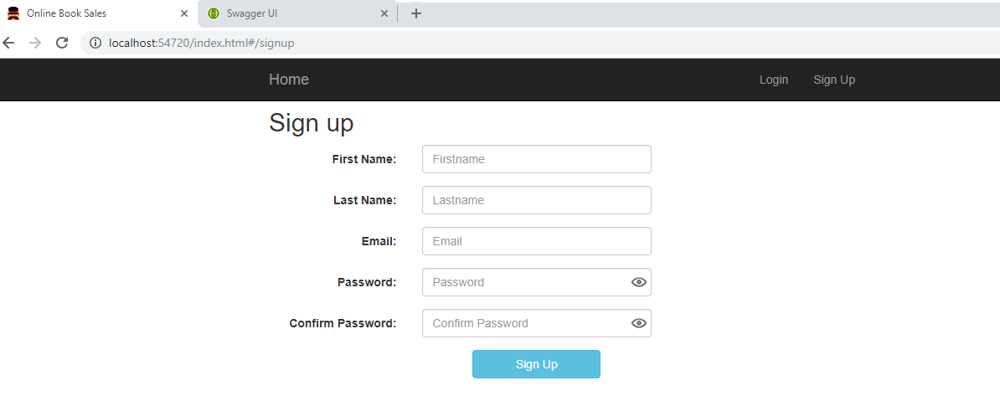 Online Book Sales
Swagger UI
localhost:54720/index.html#/signup
Home
Login
Sign Up
Sign up
First Name:
Firstname
Last Name:
Lastname
Email:
Email
Password:
Password
Confirm Password:
Confirm Password
Sign Up